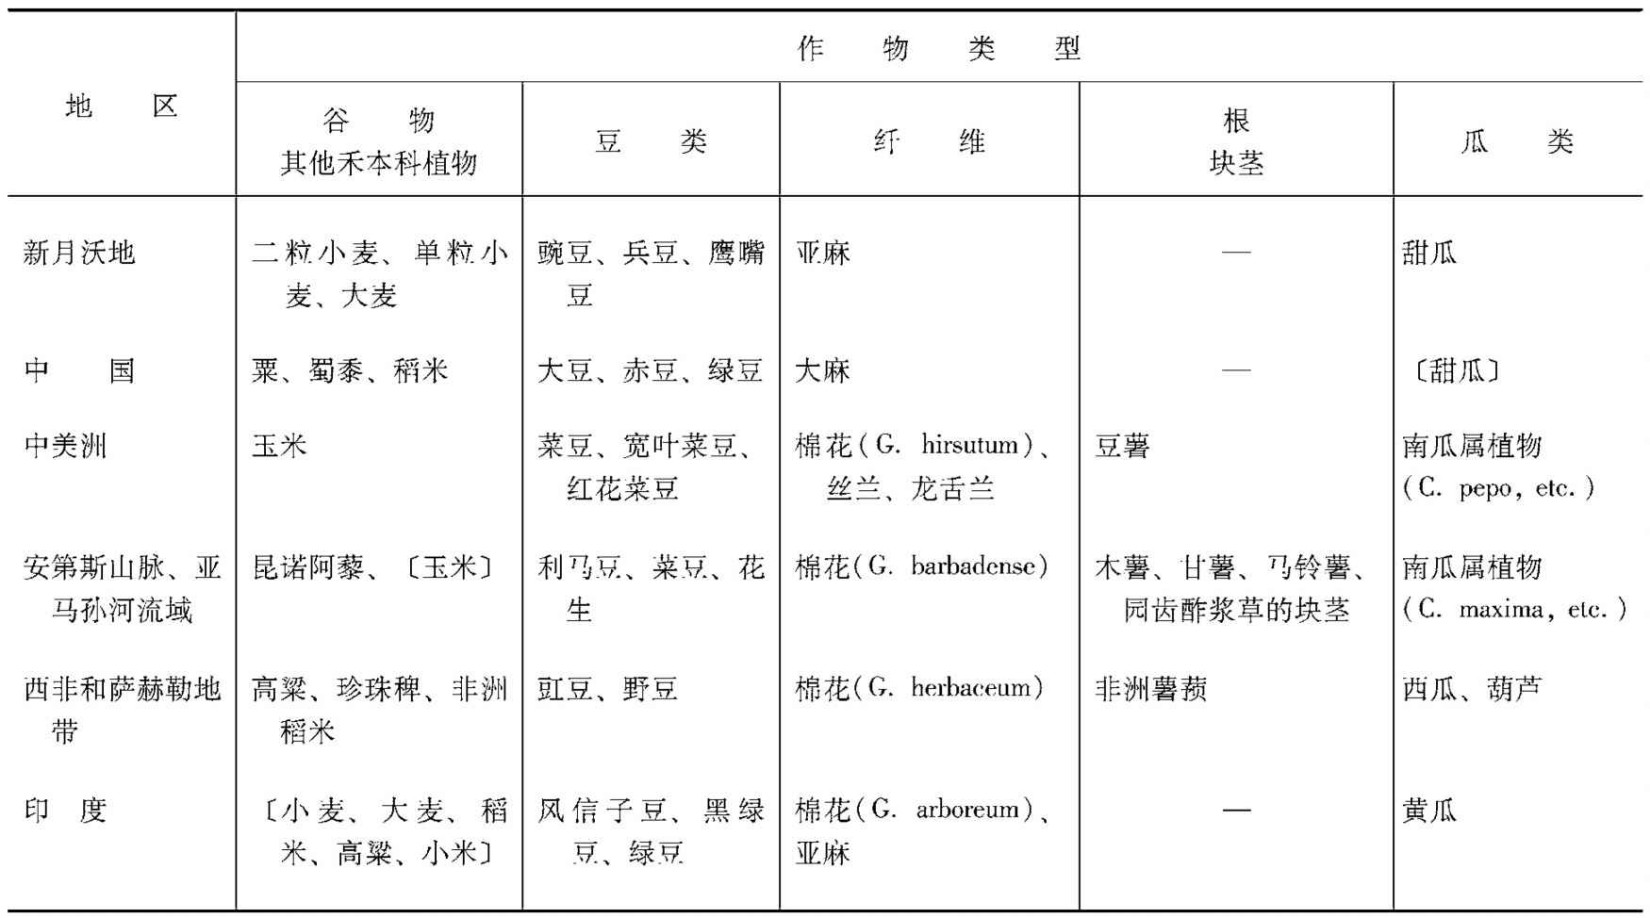 作 物 类 型
地 区
谷 物
其他禾本科植物
豆 类
纤 维
根
块茎
瓜 类
新月沃地
二粒小麦、单粒小
麦、大麦
豌豆、兵豆、鹰嘴
豆
亚麻
—
甜瓜
中 国
粟、蜀黍、稻米
大豆、赤豆、绿豆
大麻
—
〔甜瓜〕
中美洲
玉米
菜豆、宽叶菜豆、
红花菜豆
棉花(G. hirsutum)、
丝兰、龙舌兰
豆薯
南瓜属植物
(C. pepo, etc.)
安第斯山脉、亚
马孙河流域
昆诺阿藜、〔玉米〕
利马豆、菜豆、花
生
棉花(G. barbadense)
木薯、甘薯、马铃薯、
园齿酢浆草的块茎
南瓜属植物
(C. maxima, etc.)
西非和萨赫勒地
带
高粱、珍珠稗、非洲
稻米
豇豆、野豆
棉花(G. herbaceum)
非洲薯蓣
西瓜、葫芦
印 度
〔小麦、大麦、稻
米、高粱、小米〕
风信子豆、黑绿
豆、绿豆
棉花(G. arboreum)、
亚麻
—
黄瓜